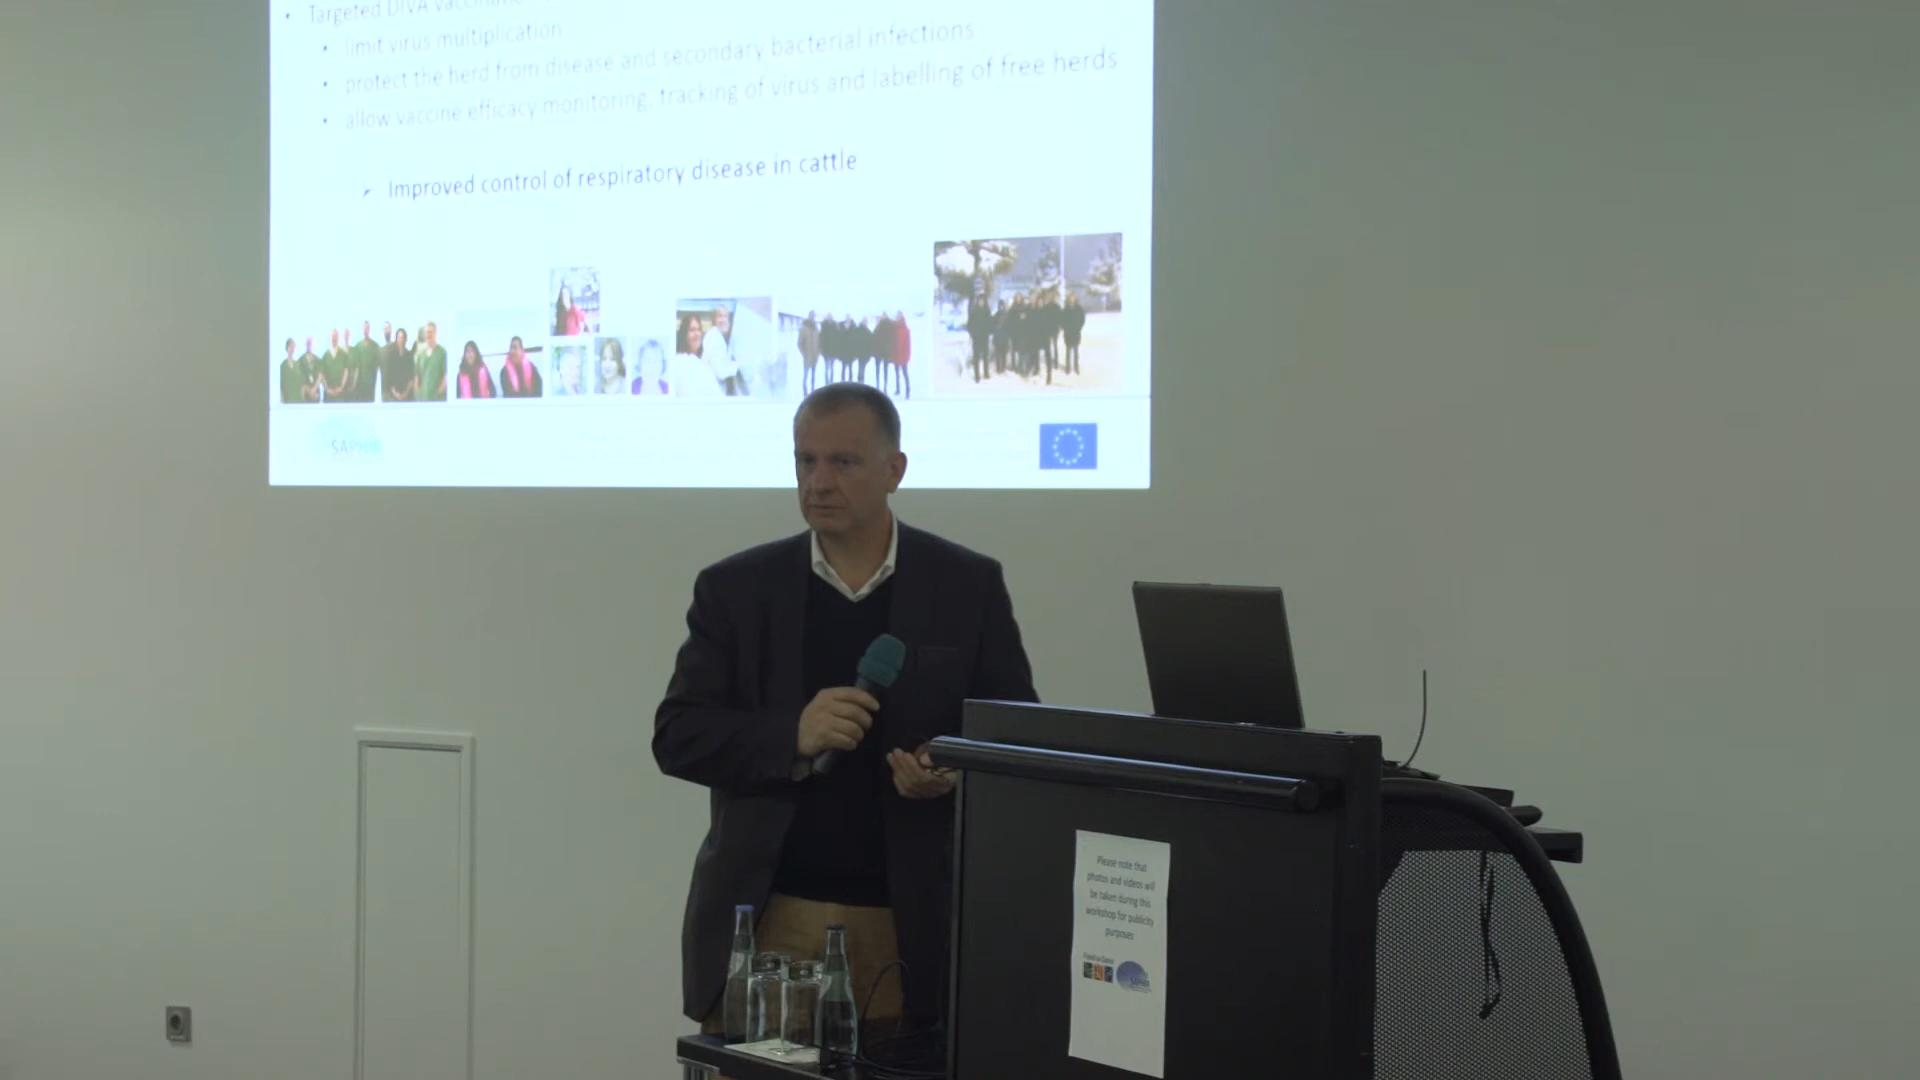 • Targeted DIVA
• limit virus multiplication
• protect the herd from disease and secondary bacterial infections
• allow vaccine efficacy monitoring, tracking of virus and labelling of free herds
➢ Improved control of respiratory disease in cattle
SAPHIR
Please note that
photos and videos will
be taken during this
workshop for publicity
purposes
SAPHIR